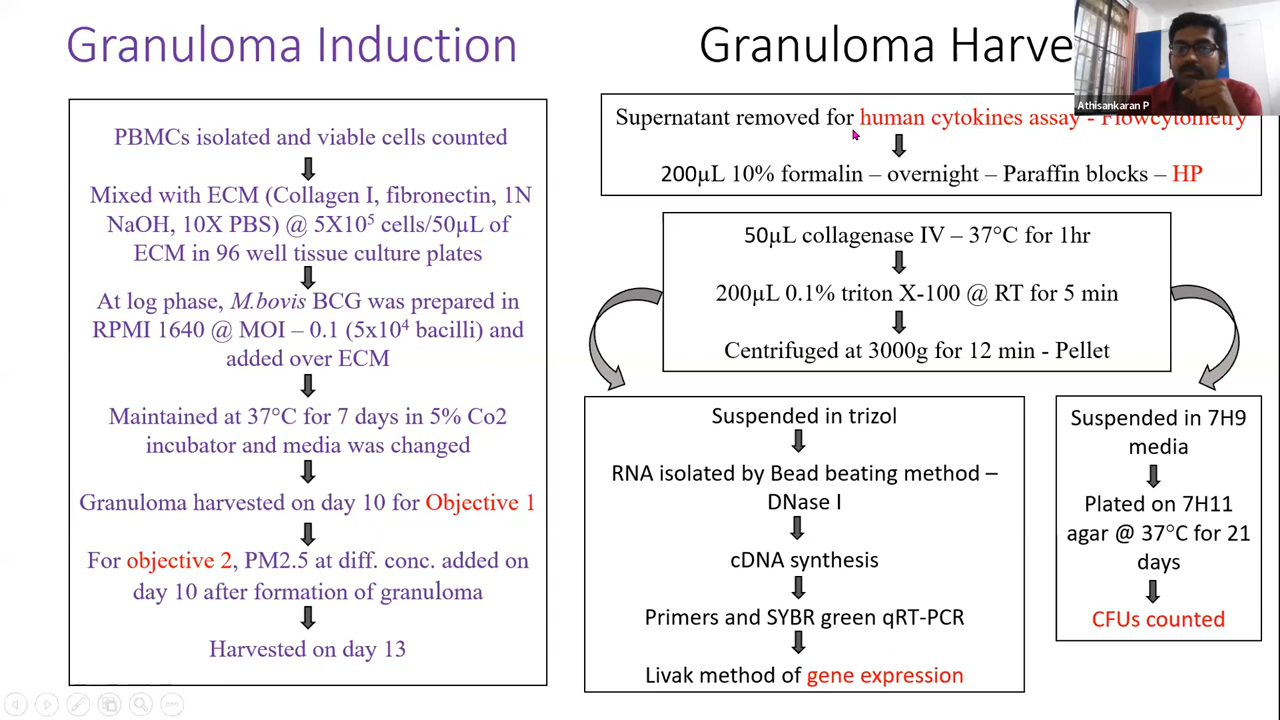 Granuloma Induction
PBMCs isolated and viable cells counted
Mixed with ECM (Collagen I, fibronectin, 1N
NaOH, 10X PBS) @ 5X10⁵ cells/50µL of
ECM in 96 well tissue culture plates
At log phase, M.bovis BCG was prepared in
RPMI 1640 @ MOI – 0.1 (5x10⁴ bacilli) and
added over ECM
Maintained at 37°C for 7 days in 5% Co2
incubator and media was changed
Granuloma harvested on day 10 for Objective 1
For objective 2, PM2.5 at diff. conc. added on
day 10 after formation of granuloma
Harvested on day 13
Granuloma Harve
Athisankaran P
Supernatant removed for human cytokines assay - Flowcytometry
200µL 10% formalin – overnight – Paraffin blocks – HP
50µL collagenase IV – 37°C for 1hr
200µL 0.1% triton X-100 @ RT for 5 min
Centrifuged at 3000g for 12 min - Pellet
Suspended in trizol
RNA isolated by Bead beating method –
DNase I
cDNA synthesis
Primers and SYBR green qRT-PCR
Livak method of gene expression
Suspended in 7H9
media
Plated on 7H11
agar @ 37°C for 21
days
CFUs counted